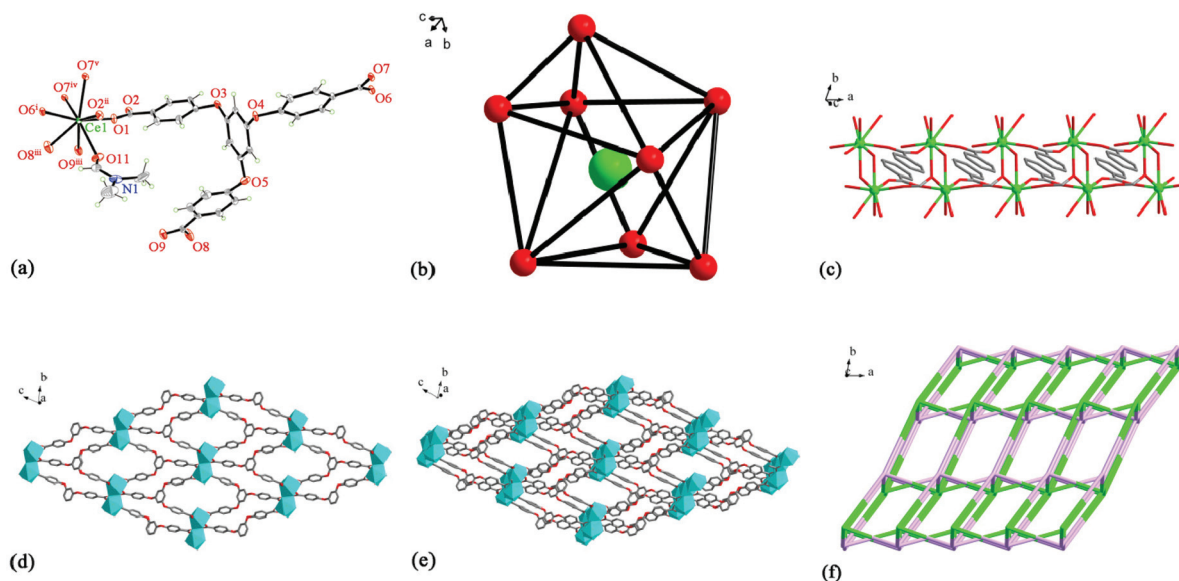 O7ᵛ
O7ⁱᵛ
O6ⁱ
O2ⁱⁱ
O2
O1
Ce1
O8ⁱⁱⁱ
O9ⁱⁱⁱ
O11
N1
O3
O4
O7
O6
O5
O9
O8
(a)
c
a
b
(b)
b
c
a
(c)
b
c
a
(d)
b
c
a
(e)
b
c
a
(f)